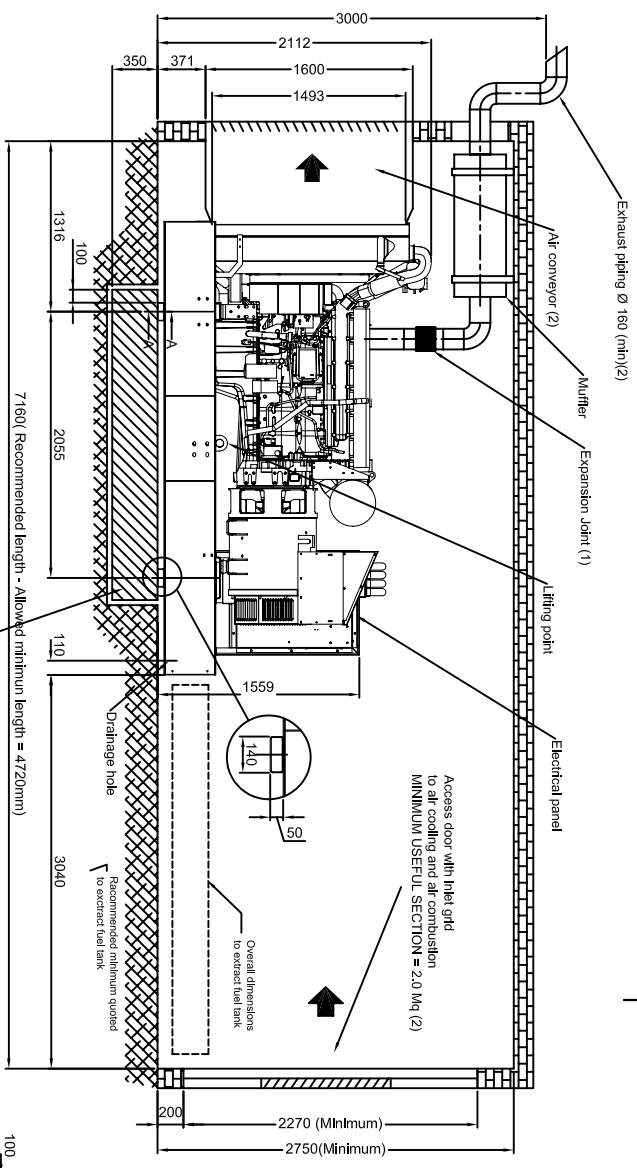 3000
2112
350
371
1600
1493
Exhaust piping Ø 160 (min)(2)
Air conveyor (2)
Muffler
Expansion Joint (1)
Lifting point
Electrical panel
Access door with Inlet grid
to air cooling and air combustion
MINIMUM USEFUL SECTION = 2.0 Mq (2)
1316
100
A
A
2055
110
Drainage hole
1559
140
50
3040
Overall dimensions
to extract fuel tank
Racommended minimum quoted
to exctract fuel tank
7160( Recommended length - Allowed minimun length = 4720mm)
200
2270 (Minimum)
2750(Minimum)
100